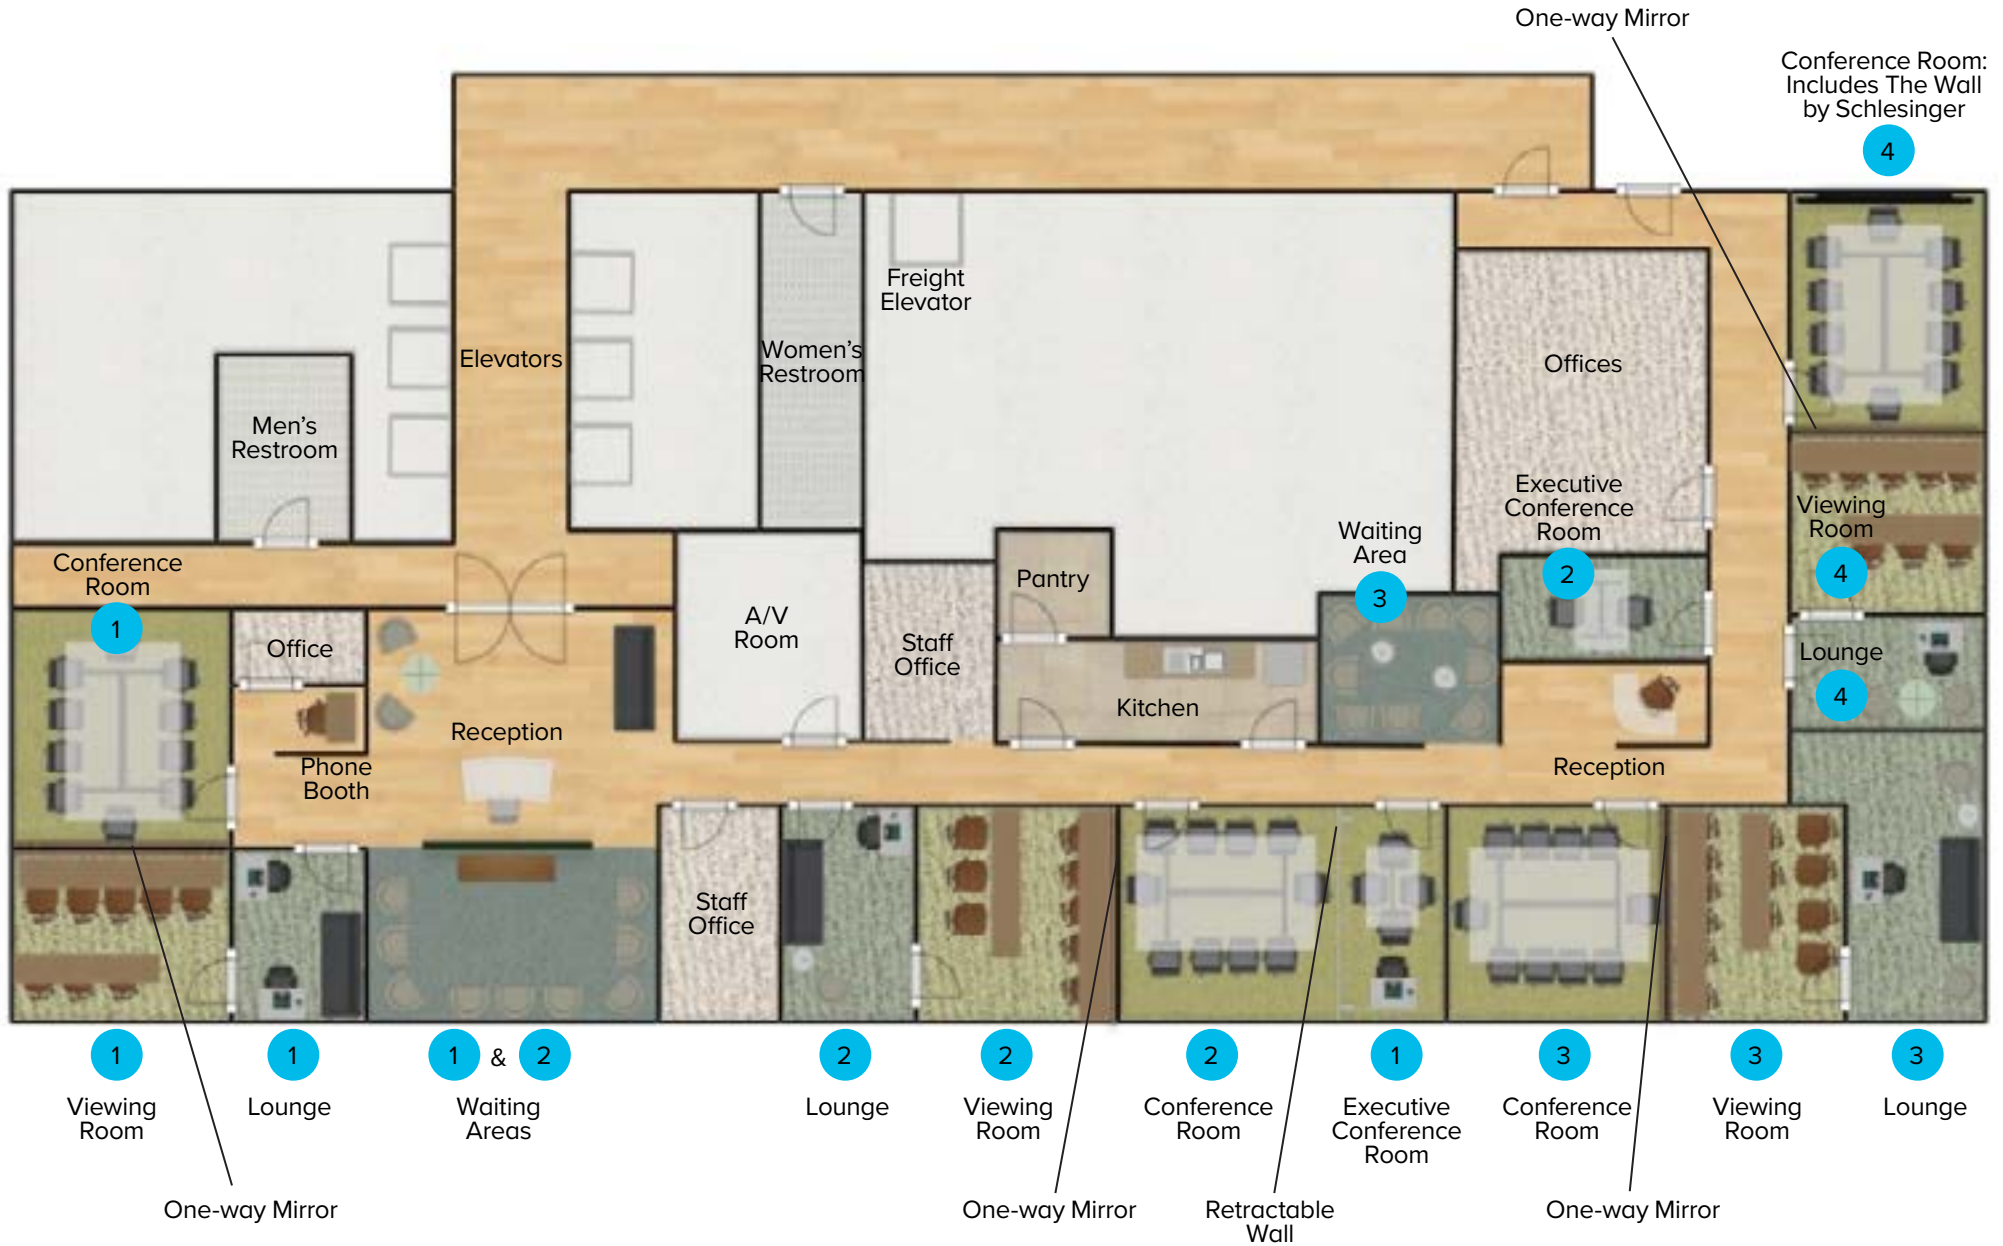 One-way Mirror
Conference Room:
Includes The Wall
by Schlesinger
4
Freight
Elevator
Elevators
Women's
Restroom
Offices
Men's
Restroom
Executive
Conference
Room
2
Viewing
Room
4
Waiting
Area
3
Conference
Room
1
Pantry
A/V
Room
Staff
Office
Office
Lounge
4
Kitchen
Reception
Phone
Booth
Reception
Staff
Office
1
Viewing
Room
1
Lounge
1 & 2
Waiting
Areas
2
Lounge
2
Viewing
Room
2
Conference
Room
1
Executive
Conference
Room
3
Conference
Room
3
Viewing
Room
3
Lounge
One-way Mirror
One-way Mirror
Retractable
Wall
One-way Mirror